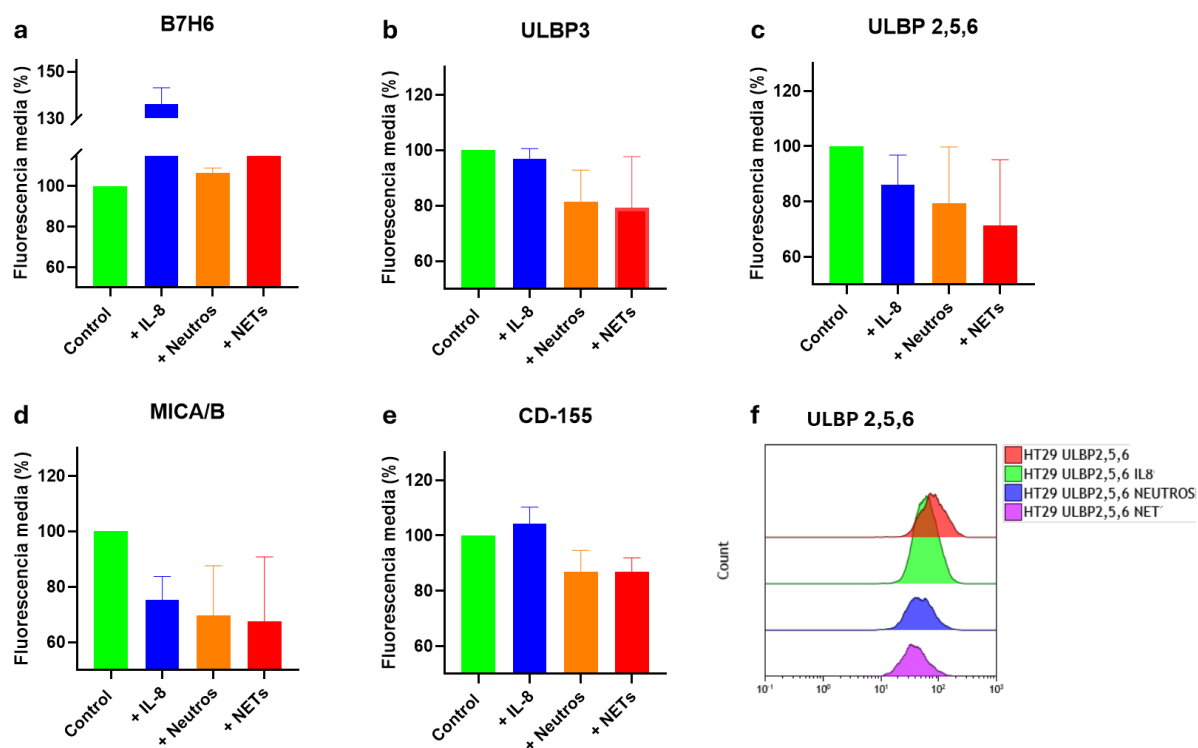 a
B7H6
Fluorescencia media (%)
150
130
100
80
60
Control
+ IL-8
+ Neutros
+ NETs
b
ULBP3
Fluorescencia media (%)
120
100
80
60
Control
+ IL-8
+ Neutros
+ NETs
c
ULBP 2,5,6
Fluorescencia media (%)
120
100
80
60
Control
+ IL-8
+ Neutros
+ NETs
d
MICA/B
Fluorescencia media (%)
120
100
80
60
Control
+ IL-8
+ Neutros
+ NETs
e
CD-155
Fluorescencia media (%)
120
100
80
60
Control
+ IL-8
+ Neutros
+ NETs
f
ULBP 2,5,6
HT29 ULBP2,5,6
HT29 ULBP2,5,6 IL8
HT29 ULBP2,5,6 NEUTROS
HT29 ULBP2,5,6 NET
Count
10-1
10⁰
10¹
10²
10³